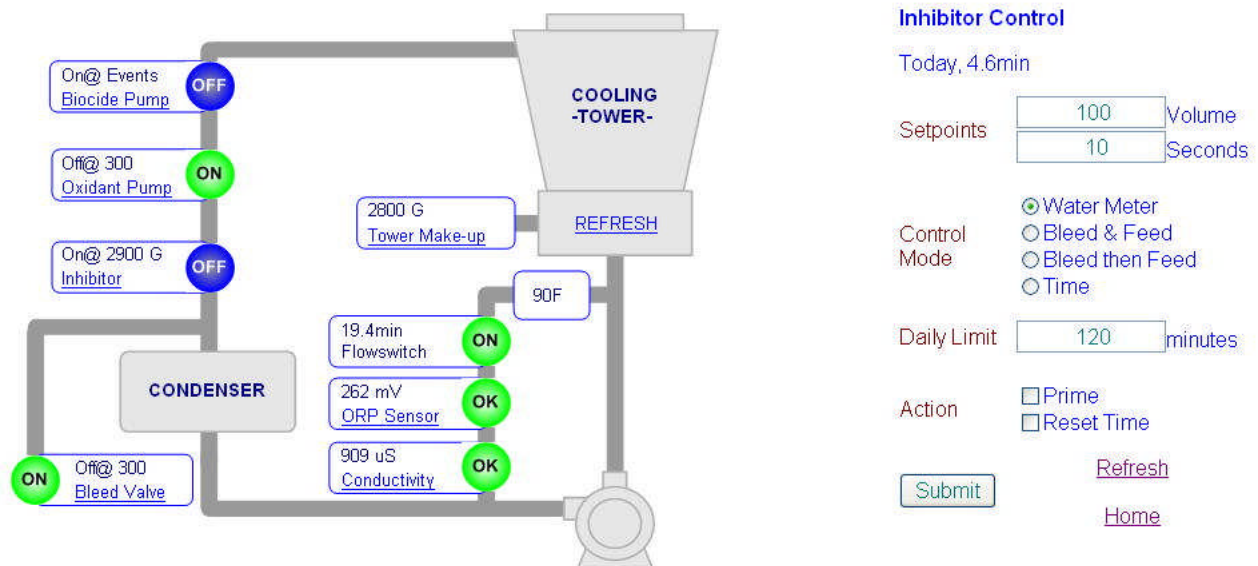 On@ Events
Biocide Pump
OFF
Off@ 300
Oxidant Pump
ON
On@ 2900 G
Inhibitor
OFF
CONDENSER
ON
Off@ 300
Bleed Valve
COOLING
-TOWER-
2800 G
Tower Make-up
REFRESH
90F
19.4min
Flowswitch
ON
262 mV
ORP Sensor
OK
909 uS
Conductivity
OK
Inhibitor Control
Today, 4.6min
Setpoints
100 Volume
10 Seconds
Control
Mode
Water Meter
Bleed & Feed
Bleed then Feed
Time
Daily Limit 120 minutes
Action
Prime
Reset Time
Submit
Refresh
Home